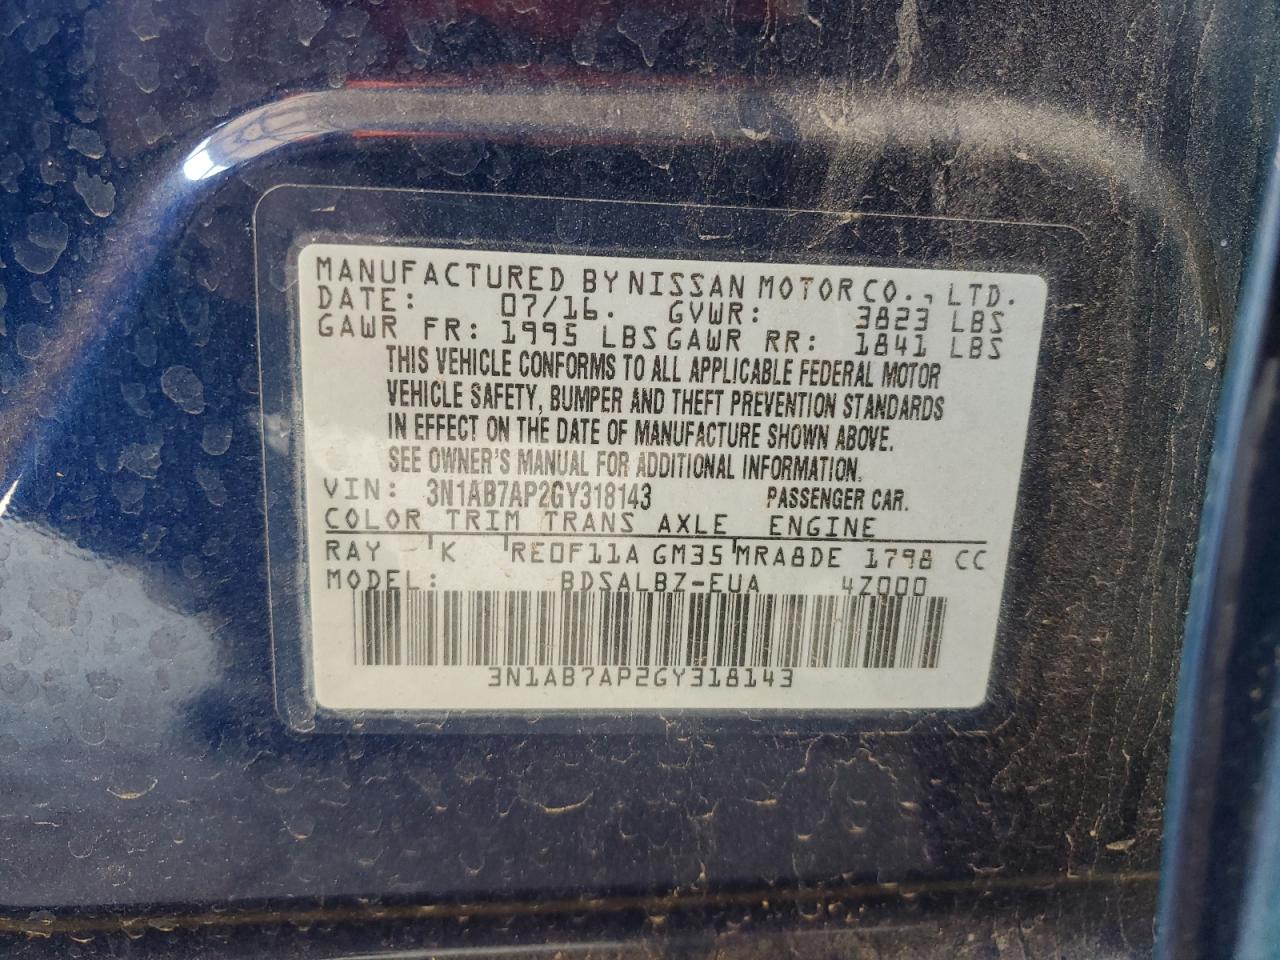 MANUFACTURED BY NISSAN MOTOR CO., LTD.
DATE: 07/16. GVWR: 3823 LBS
GAWR FR: 1995 LBS GAWR RR: 1841 LBS
THIS VEHICLE CONFORMS TO ALL APPLICABLE FEDERAL MOTOR
VEHICLE SAFETY, BUMPER AND THEFT PREVENTION STANDARDS
IN EFFECT ON THE DATE OF MANUFACTURE SHOWN ABOVE.
SEE OWNER'S MANUAL FOR ADDITIONAL INFORMATION.
VIN: 3N1AB7AP2GY318143 PASSENGER CAR.
COLOR TRIM TRANS AXLE ENGINE
RAY K RE0F11A GM35 MRA8DE 1798 CC
MODEL: BDSALBZ-EUA 4Z000
3N1AB7AP2GY318143